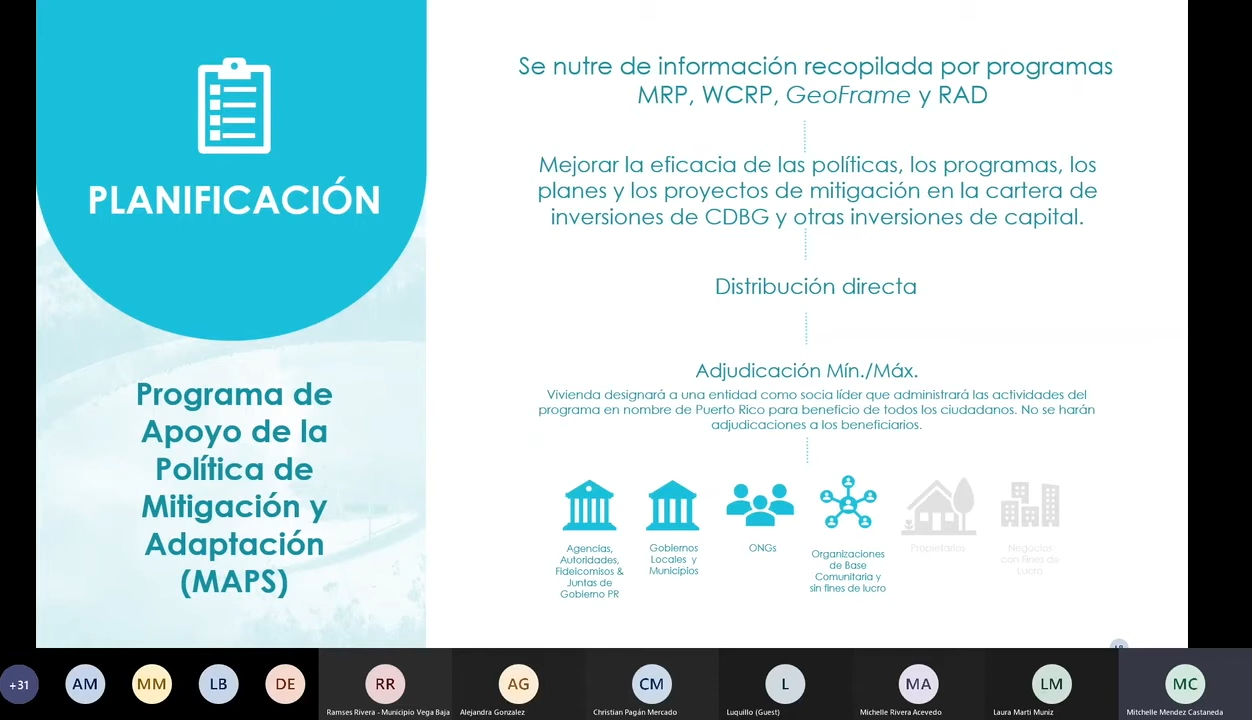 PLANIFICACIÓN
Programa de
Apoyo de la
Política de
Mitigación y
Adaptación
(MAPS)
Se nutre de información recopilada por programas
MRP, WCRP, GeoFrame y RAD
Mejorar la eficacia de las políticas, los programas, los
planes y los proyectos de mitigación en la cartera de
inversiones de CDBG y otras inversiones de capital.
Distribución directa
Adjudicación Mín./Máx.
Vivienda designará a una entidad como socia líder que administrará las actividades del
programa en nombre de Puerto Rico para beneficio de todos los ciudadanos. No se harán
adjudicaciones a los beneficiarios.
Agencias,
Autoridades,
Fideicomisos &
Juntas de
Gobierno PR
Gobiernos
Locales y
Municipios
ONGs
Organizaciones
de Base
Comunitaria y
sin fines de lucro
Propietarios
Negocios
con Fines de
Lucro
+31
AM
MM
LB
DE
RR
Ramses Rivera - Municipio Vega Baja
AG
Alejandra Gonzalez
CM
Christian Pagán Mercado
L
Luquillo (Guest)
MA
Michelle Rivera Acevedo
LM
Laura Marti Muniz
MC
Mitchelle Mendez Castaneda